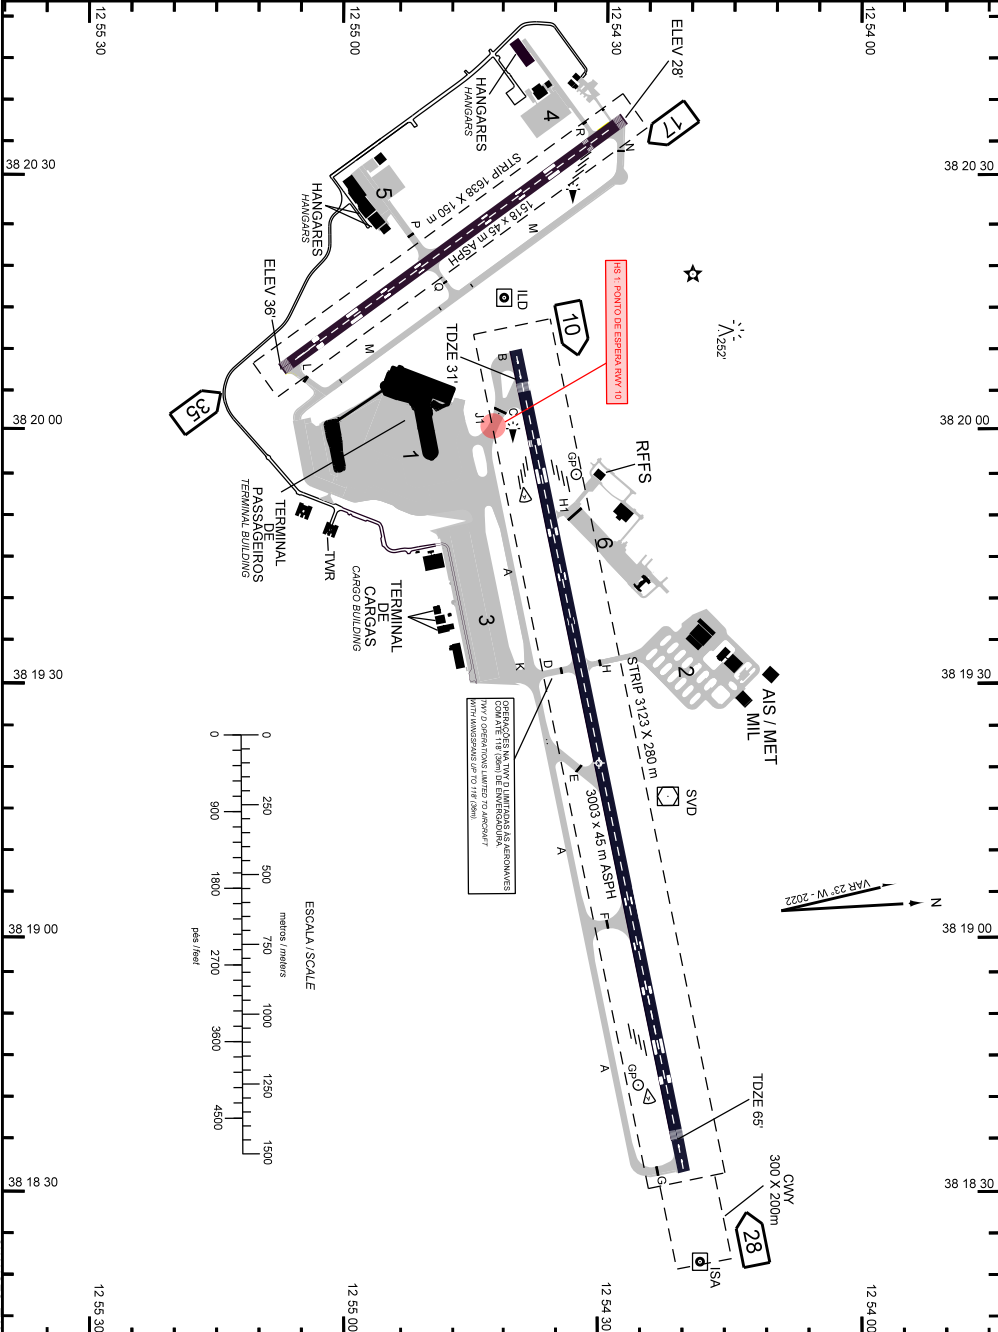 12 55 30
12 55 00
12 54 30
12 54 00
ELEV 28'
17
HANGARES
HANGARS
4
R
N
38 20 30
38 20 30
STRIP 1638 X 150 m
1518 x 45 m ASPH
5
HANGARES
HANGARS
P
M
Q
ELEV 36'
ILD
10
HS 1: PONTO DE ESPERA RWY 10
252'
TDZE 31'
M
L
B
35
C
J1
38 20 00
38 20 00
1
GP
RFFS
H1
6
TERMINAL
DE
PASSAGEIROS
TERMINAL BUILDING
TWR
A
TERMINAL
DE
CARGAS
CARGO BUILDING
3
K
D
H
2
38 19 30
38 19 30
STRIP 3123 X 280 m
AIS / MET
MIL
OPERAÇÕES NA TWY D LIMITADAS ÀS AERONAVES
COM ATÉ 118' (36m) DE ENVERGADURA.
TWY D OPERATIONS LIMITED TO AIRCRAFT
WITH WINGSPANS UP TO 118' (36m).
E
SVD
3003 x 45 m ASPH
A
VAR 23° W - 2022
N
F
38 19 00
38 19 00
ESCALA / SCALE
metros / meters
0
250
500
750
1000
1250
1500
0
900
1800
2700
3600
4500
pés / feet
GP
A
TDZE 65'
G
CWY
300 X 200m
38 18 30
38 18 30
28
ISA
12 55 30
12 55 00
12 54 30
12 54 00